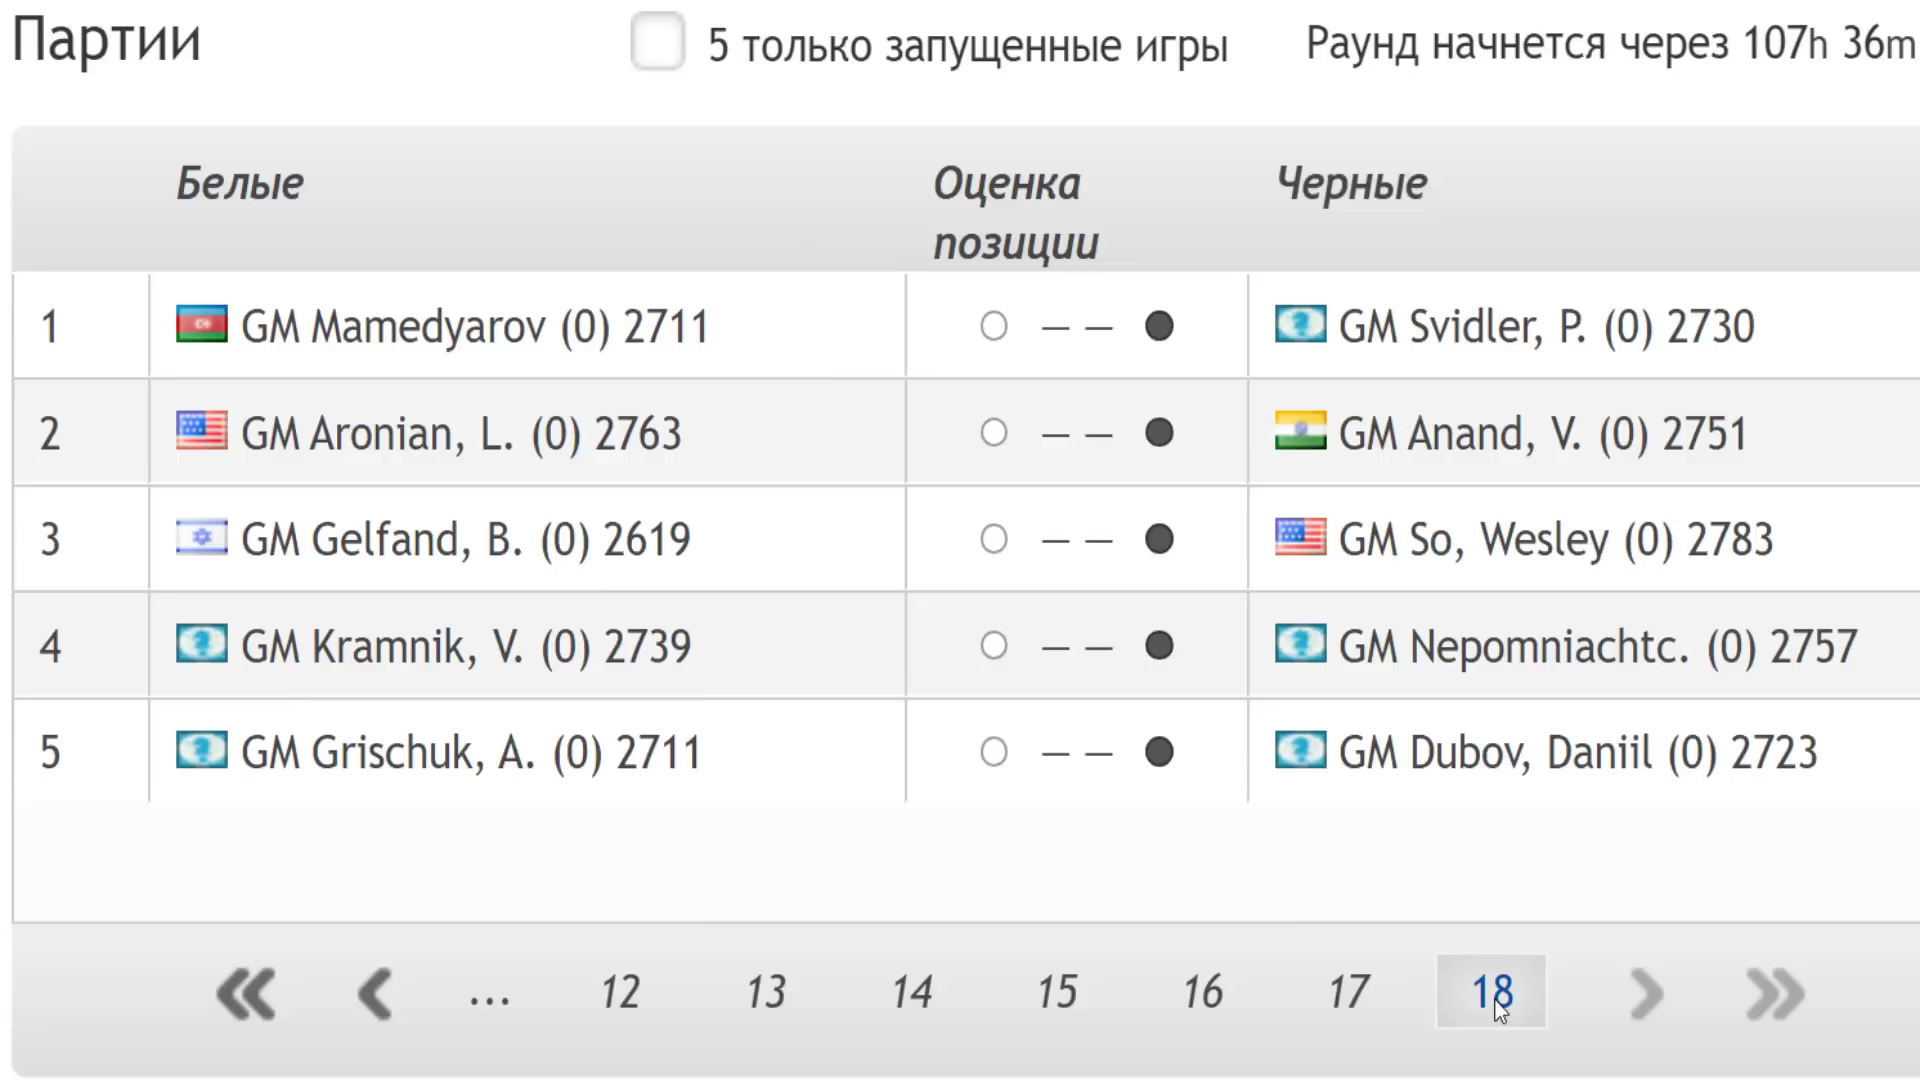 Партии
5 только запущенные игры
Раунд начнется через 107h 36m
Белые
Оценка позиции
Черные
1 GM Mamedyarov (0) 2711 — — GM Svidler, P. (0) 2730
2 GM Aronian, L. (0) 2763 — — GM Anand, V. (0) 2751
3 GM Gelfand, B. (0) 2619 — — GM So, Wesley (0) 2783
4 GM Kramnik, V. (0) 2739 — — GM Nepomniachtc. (0) 2757
5 GM Grischuk, A. (0) 2711 — — GM Dubov, Daniil (0) 2723
... 12 13 14 15 16 17 18